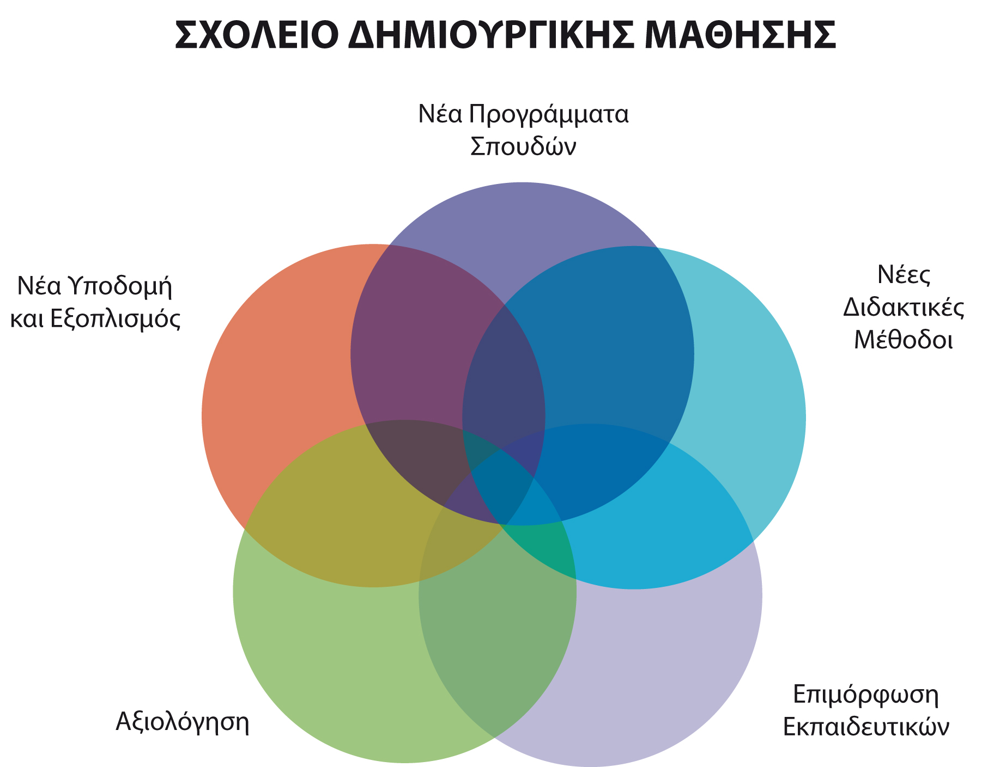 ΣΧΟΛΕΙΟ ΔΗΜΙΟΥΡΓΙΚΗΣ ΜΑΘΗΣΗΣ
Νέα Προγράμματα
Σπουδών
Νέα Υποδομή
και Εξοπλισμός
Νέες
Διδακτικές
Μέθοδοι
Αξιολόγηση
Επιμόρφωση
Εκπαιδευτικών